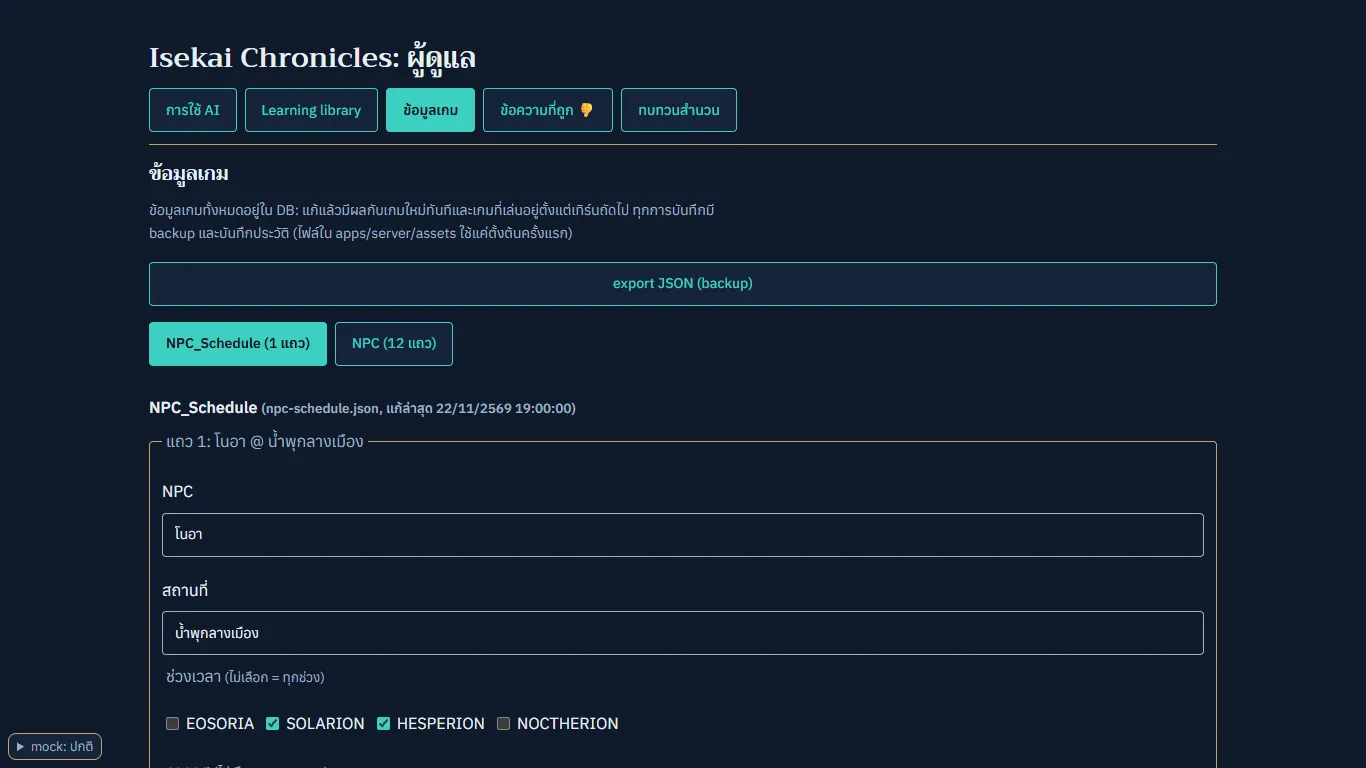 Isekai Chronicles: ผู้ดูแล
การใช้ AI
Learning library
ข้อมูลเกม
ข้อความที่ถูก 👎
ทบทวนสำนวน
ข้อมูลเกม
ข้อมูลเกมทั้งหมดอยู่ใน DB: แก้แล้วมีผลกับเกมใหม่ทันทีและเกมที่เล่นอยู่ตั้งแต่เทิร์นถัดไป ทุกการบันทึกมี
backup และบันทึกประวัติ (ไฟล์ใน apps/server/assets ใช้แค่ตั้งต้นครั้งแรก)
export JSON (backup)
NPC_Schedule (1 แถว)
NPC (12 แถว)
NPC_Schedule (npc-schedule.json, แก้ล่าสุด 22/11/2569 19:00:00)
แถว 1: โนอา @ น้ำพุกลางเมือง
NPC
โนอา
สถานที่
น้ำพุกลางเมือง
ช่วงเวลา (ไม่เลือก = ทุกช่วง)
EOSORIA
SOLARION
HESPERION
NOCTHERION
mock: ปกติ